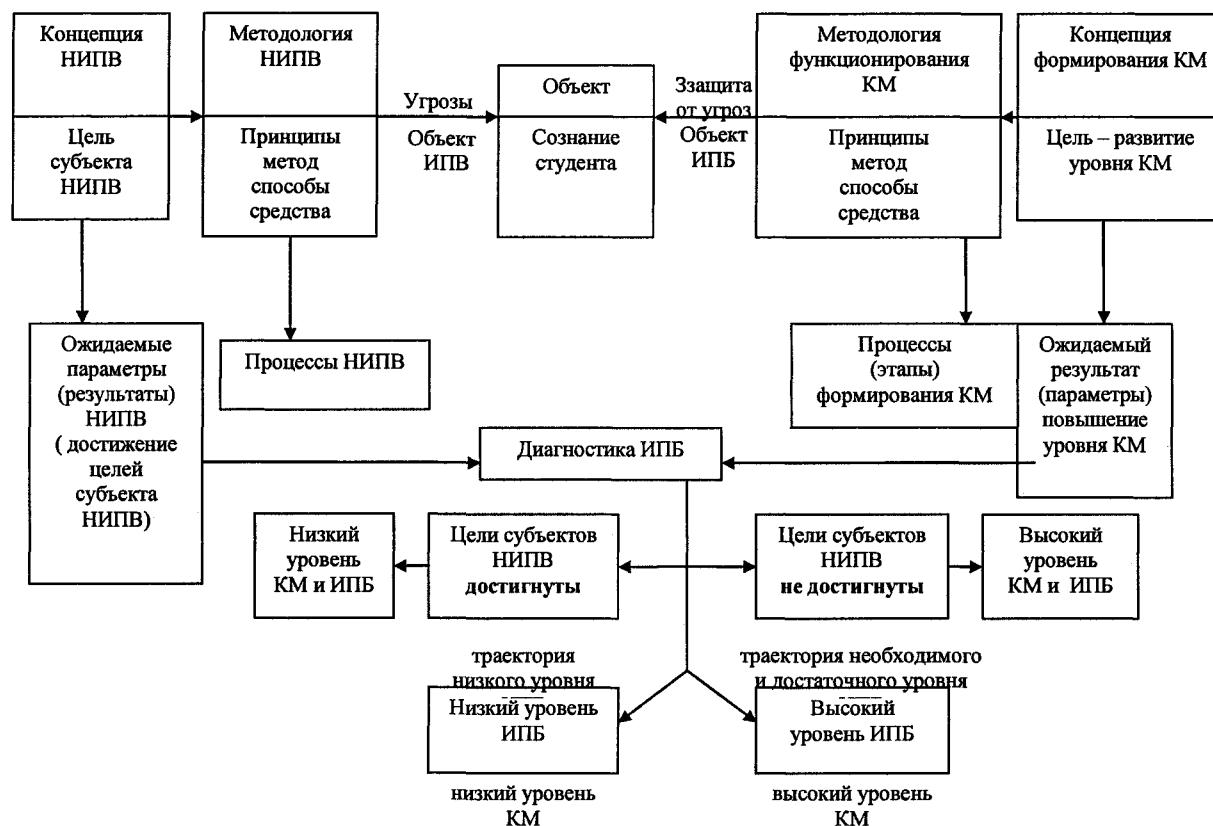 Концепция
НИПВ
Цель
субъекта
НИПВ
Методология
НИПВ
Принципы
метод
способы
средства
Угрозы
Объект
ИПВ
Объект
Сознание
студента
Ззащита
от угроз
Объект
ИПБ
Методология
функционирования
КМ
Принципы
метод
способы
средства
Концепция
формирования КМ
Цель – развитие
уровня КМ
Ожидаемые
параметры
(результаты)
НИПВ
( достижение
целей
субъекта
НИПВ)
Процессы НИПВ
Процессы
(этапы)
формирования КМ
Ожидаемый
результат
(параметры)
повышение
уровня КМ
Диагностика ИПБ
Низкий
уровень
КМ и ИПБ
Цели субъектов
НИПВ
достигнуты
Цели субъектов
НИПВ
не достигнуты
Высокий
уровень
КМ и ИПБ
траектория
низкого уровня
траектория необходимого
и достаточного уровня
Низкий уровень
ИПБ
Высокий
уровень ИПБ
низкий уровень
КМ
высокий уровень
КМ